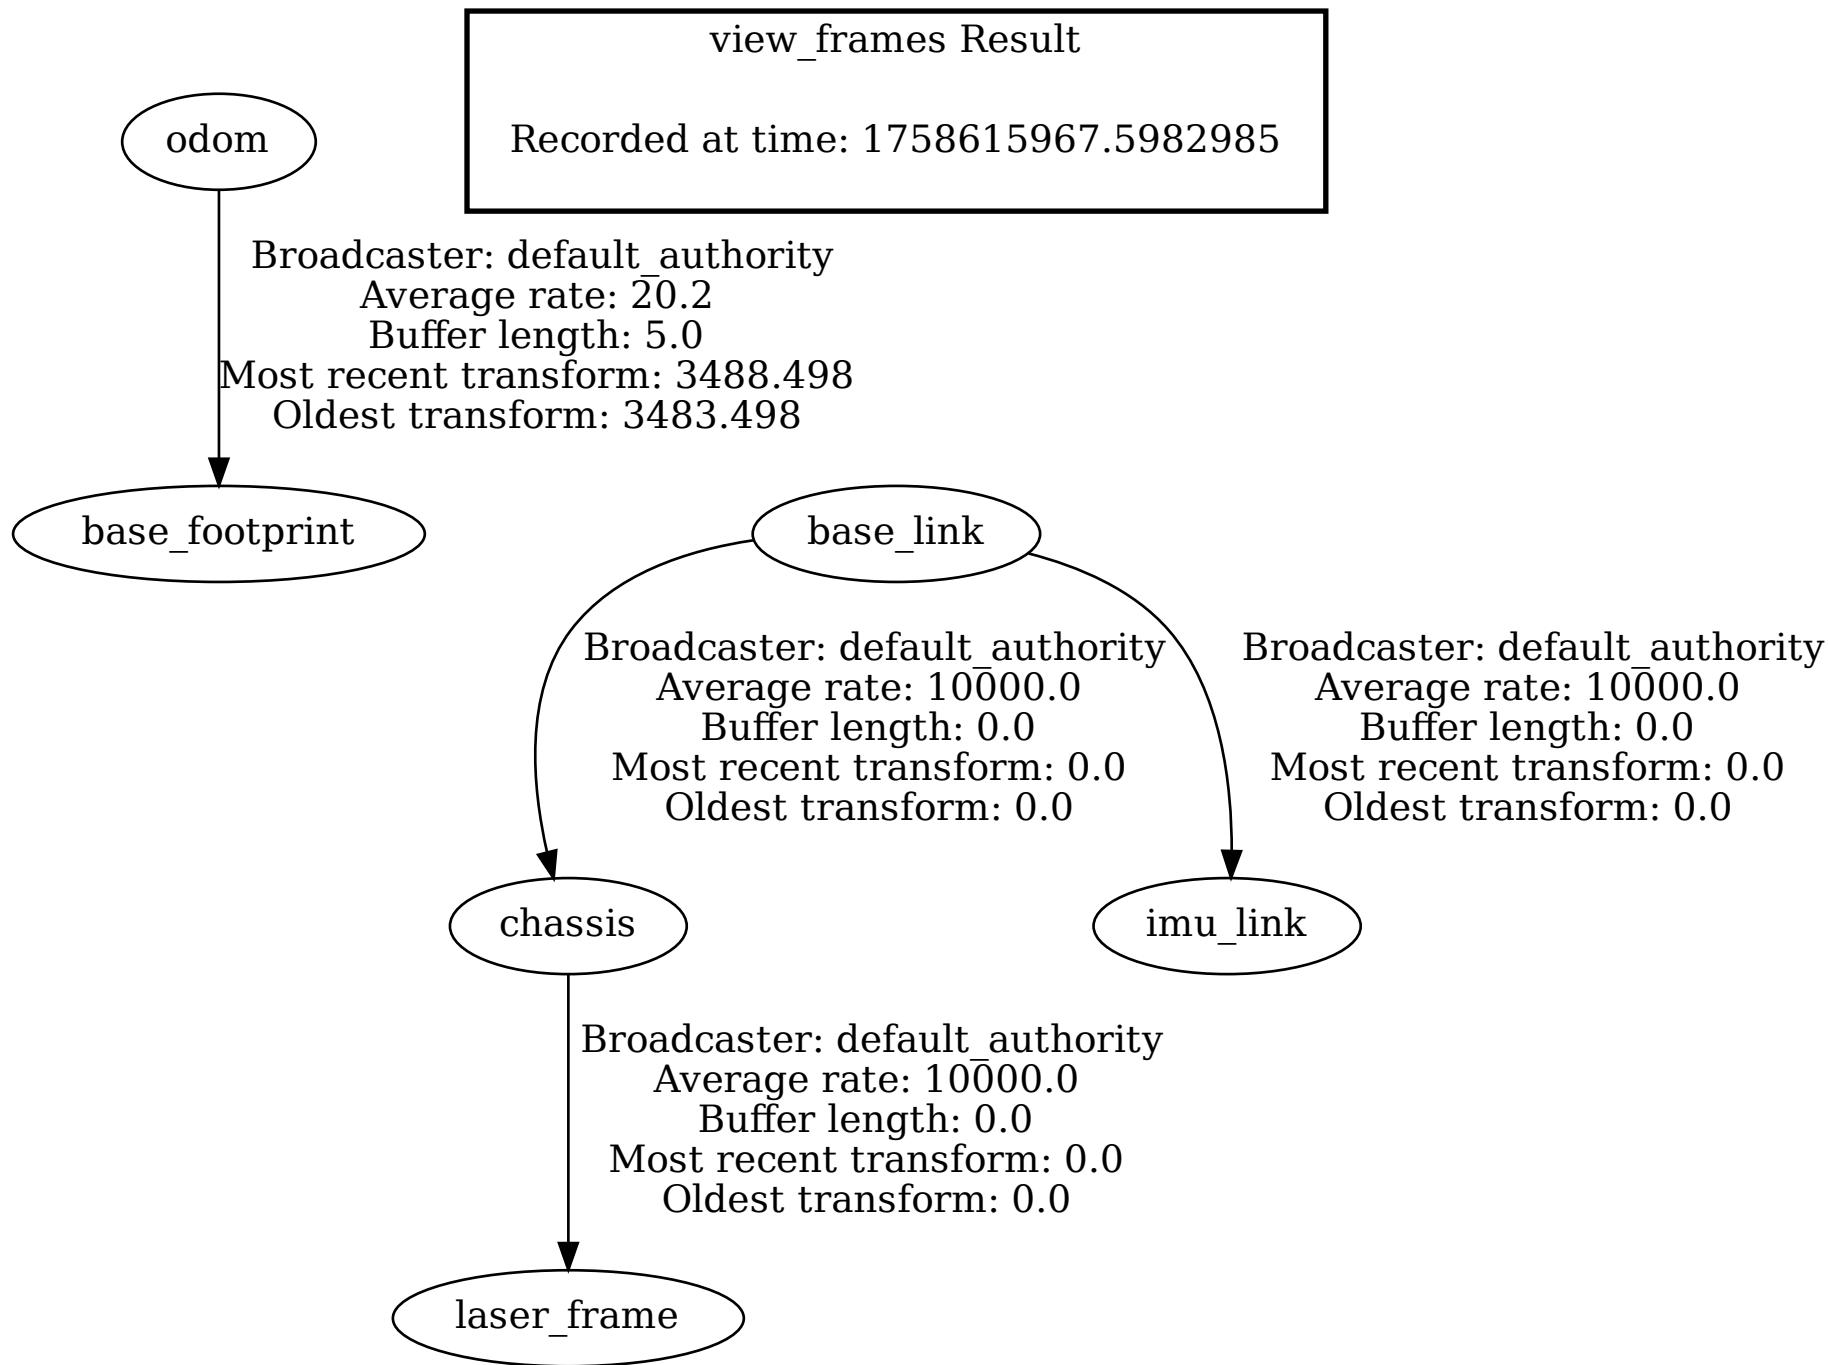 view_frames Result
Recorded at time: 1758615967.5982985
odom
Broadcaster: default_authority
Average rate: 20.2
Buffer length: 5.0
Most recent transform: 3488.498
Oldest transform: 3483.498
base_footprint
base_link
Broadcaster: default_authority
Average rate: 10000.0
Buffer length: 0.0
Most recent transform: 0.0
Oldest transform: 0.0
Broadcaster: default_authority
Average rate: 10000.0
Buffer length: 0.0
Most recent transform: 0.0
Oldest transform: 0.0
chassis
imu_link
Broadcaster: default_authority
Average rate: 10000.0
Buffer length: 0.0
Most recent transform: 0.0
Oldest transform: 0.0
laser_frame